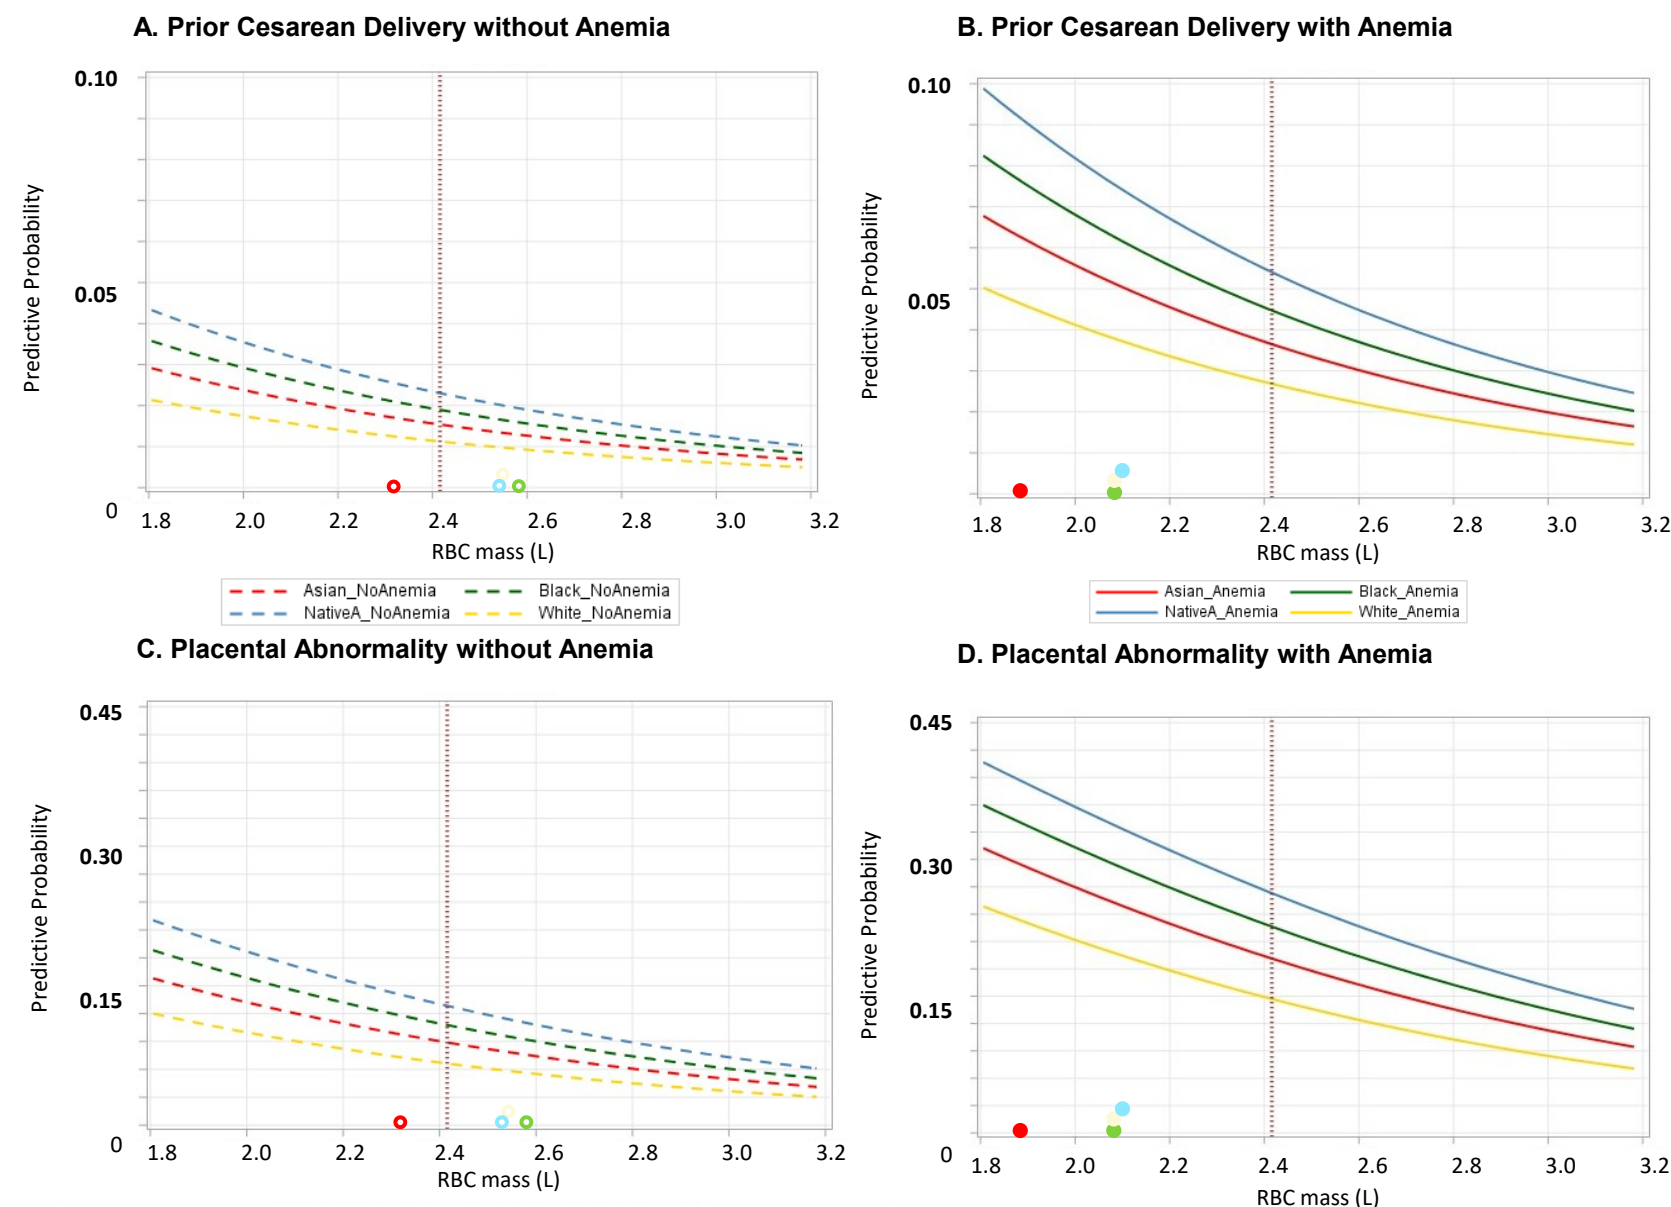 A. Prior Cesarean Delivery without Anemia
0.10
0.05
0
Predictive Probability
1.8 2.0 2.2 2.4 2.6 2.8 3.0 3.2
RBC mass (L)
Asian_NoAnemia Black_NoAnemia
NativeA_NoAnemia White_NoAnemia
B. Prior Cesarean Delivery with Anemia
0.10
0.05
Predictive Probability
1.8 2.0 2.2 2.4 2.6 2.8 3.0 3.2
RBC mass (L)
Asian_Anemia Black_Anemia
NativeA_Anemia White_Anemia
C. Placental Abnormality without Anemia
0.45
0.30
0.15
0
Predictive Probability
1.8 2.0 2.2 2.4 2.6 2.8 3.0 3.2
RBC mass (L)
D. Placental Abnormality with Anemia
0.45
0.30
0.15
0
Predictive Probability
1.8 2.0 2.2 2.4 2.6 2.8 3.0 3.2
RBC mass (L)